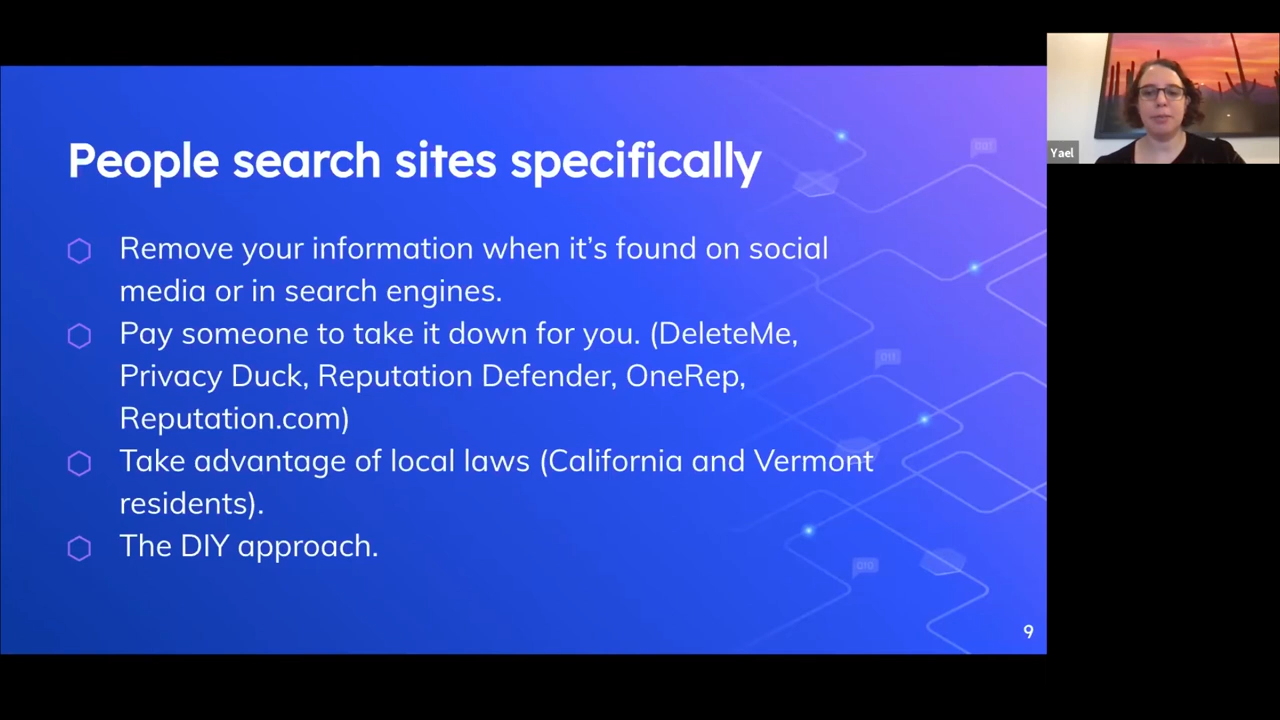 People search sites specifically
Remove your information when it’s found on social
media or in search engines.
Pay someone to take it down for you. (DeleteMe,
Privacy Duck, Reputation Defender, OneRep,
Reputation.com)
Take advantage of local laws (California and Vermont
residents).
The DIY approach.
9
Yael
011
010